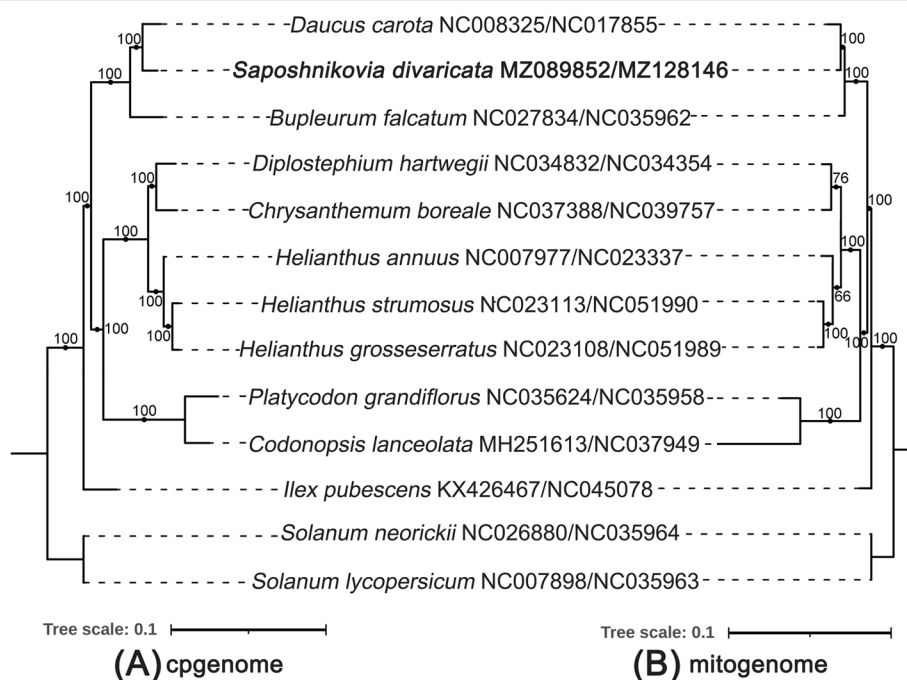 100 Daucus carota NC008325/NC017855 100
100 Saposhnikovia divaricata MZ089852/MZ128146 100
Bupleurum falcatum NC027834/NC035962
100 Diplostephium hartwegii NC034832/NC034354 76
100 Chrysanthemum boreale NC037388/NC039757 100
100 Helianthus annuus NC007977/NC023337 100
100 Helianthus strumosus NC023113/NC051990 66
100 100 Helianthus grosseserratus NC023108/NC051989 100 100
100 100
Platycodon grandiflorus NC035624/NC035958
100 Codonopsis lanceolata MH251613/NC037949 100
Ilex pubescens KX426467/NC045078
Solanum neorickii NC026880/NC035964
Solanum lycopersicum NC007898/NC035963
Tree scale: 0.1 Tree scale: 0.1
(A) cpgenome (B) mitogenome